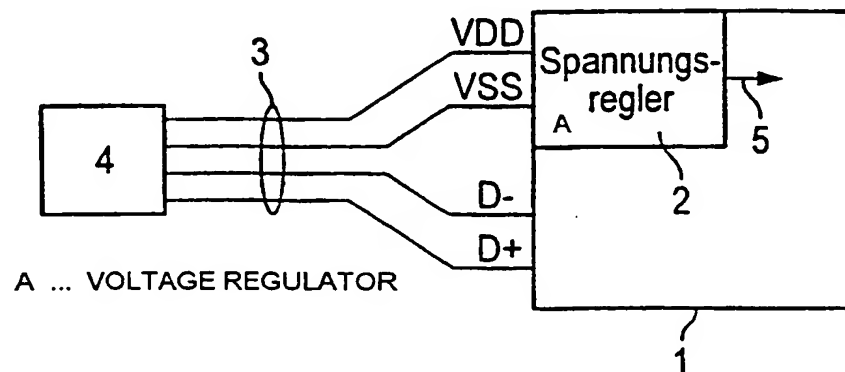 VDD
3
Spannungs-
regler
VSS
A
5
4
2
D-
D+
A ... VOLTAGE REGULATOR
1